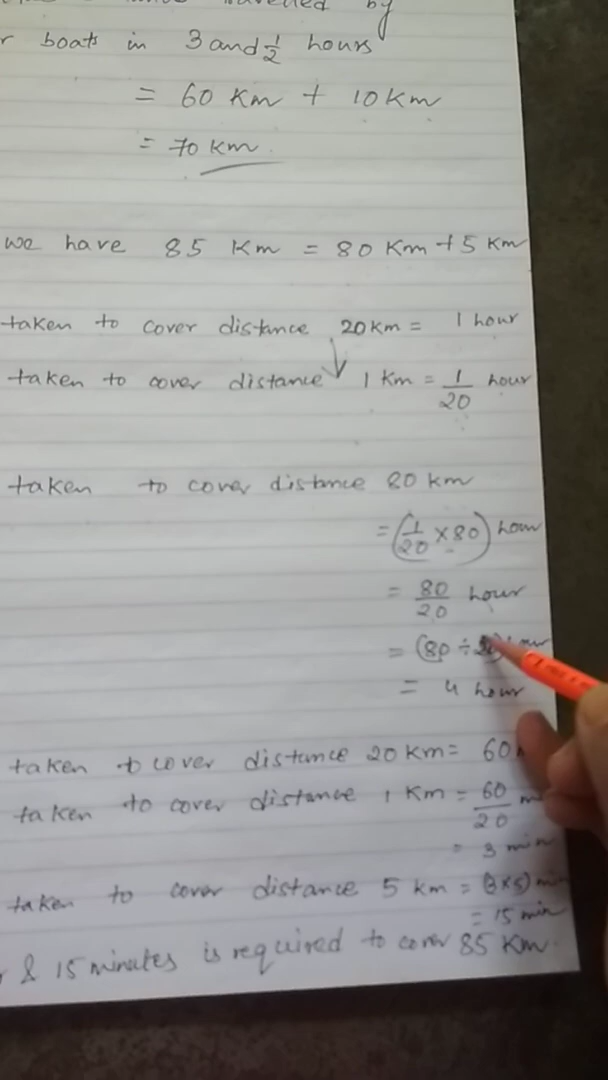 travelled by
r boats in 3 and 1/2 hours
= 60 Km + 10 Km
= 70 Km
we have 85 Km = 80 Km + 5 Km
taken to cover distance 20 Km = 1 hour
taken to cover distance 1 Km = 1/20 hour
taken to cover distance 80 km
= (1/20 × 80) hour
= 80/20 hour
= (80 ÷
= 4 hour
taken to cover distance 20 Km = 60
taken to cover distance 1 Km = 60/20 m
= 3 min
taken to cover distance 5 km = (3×5) min
= 15 min
& 15 minutes is required to cover 85 Km.